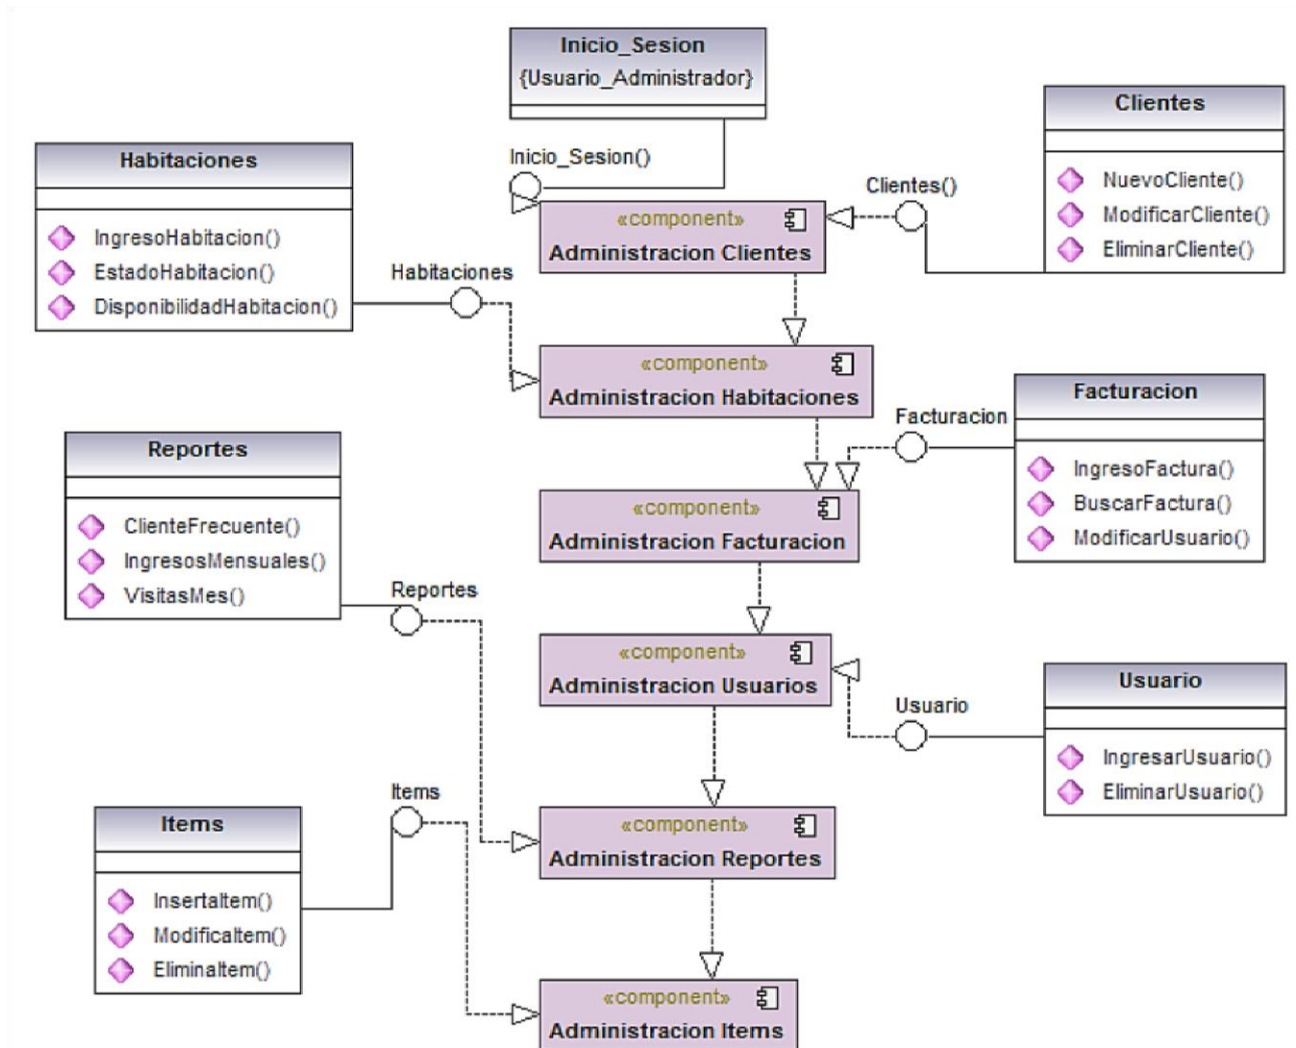 Inicio_Sesion
{Usuario_Administrador}
Clientes
NuevoCliente()
ModificarCliente()
EliminarCliente()
Habitaciones
IngresoHabitacion()
EstadoHabitacion()
DisponibilidadHabitacion()
Inicio_Sesion()
Clientes()
«component»
Administracion Clientes
Habitaciones
«component»
Administracion Habitaciones
Facturacion
IngresoFactura()
BuscarFactura()
ModificarUsuario()
Facturacion
Reportes
ClienteFrecuente()
IngresosMensuales()
VisitasMes()
«component»
Administracion Facturacion
Reportes
«component»
Administracion Usuarios
Usuario
IngresarUsuario()
EliminarUsuario()
Usuario
Items
InsertaItem()
ModificaItem()
EliminaItem()
Items
«component»
Administracion Reportes
«component»
Administracion Items